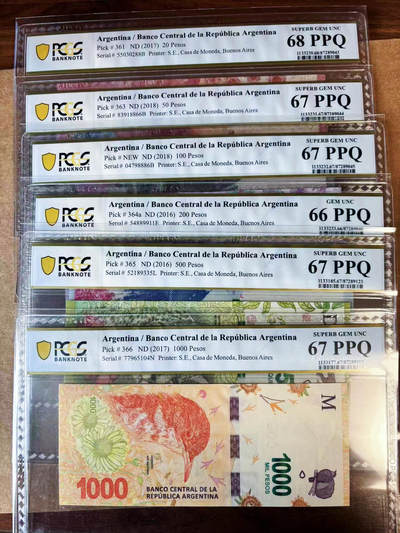 PCGS
BANKNOTE
Argentina / Banco Central de la República Argentina
Pick # 361 ND (2017) 20 Pesos
Serial # 55030288B Printer: S.E., Casa de Moneda, Buenos Aires
SUPERB GEM UNC
68 PPQ
PCGS
BANKNOTE
Argentina / Banco Central de la República Argentina
Pick # 363 ND (2018) 50 Pesos
Serial # 83918866B Printer: S.E., Casa de Moneda, Buenos Aires
SUPERB GEM UNC
67 PPQ
PCGS
BANKNOTE
Argentina / Banco Central de la República Argentina
Pick # NEW ND (2018) 100 Pesos
Serial # 04798886B Printer: S.E., Casa de Moneda, Buenos Aires
SUPERB GEM UNC
67 PPQ
PCGS
BANKNOTE
Argentina / Banco Central de la República Argentina
Pick # 364a ND (2016) 200 Pesos
Serial # 54889911E Printer: S.E., Casa de Moneda, Buenos Aires
GEM UNC
66 PPQ
PCGS
BANKNOTE
Argentina / Banco Central de la República Argentina
Pick # 365 ND (2016) 500 Pesos
Serial # 52189335L Printer: S.E., Casa de Moneda, Buenos Aires
SUPERB GEM UNC
67 PPQ
PCGS
BANKNOTE
Argentina / Banco Central de la República Argentina
Pick # 366 ND (2017) 1000 Pesos
Serial # 77965104N Printer: S.E., Casa de Moneda, Buenos Aires
SUPERB GEM UNC
67 PPQ
1000
M
1000
MIL PESOS
1000
BANCO CENTRAL DE LA
REPÚBLICA ARGENTINA